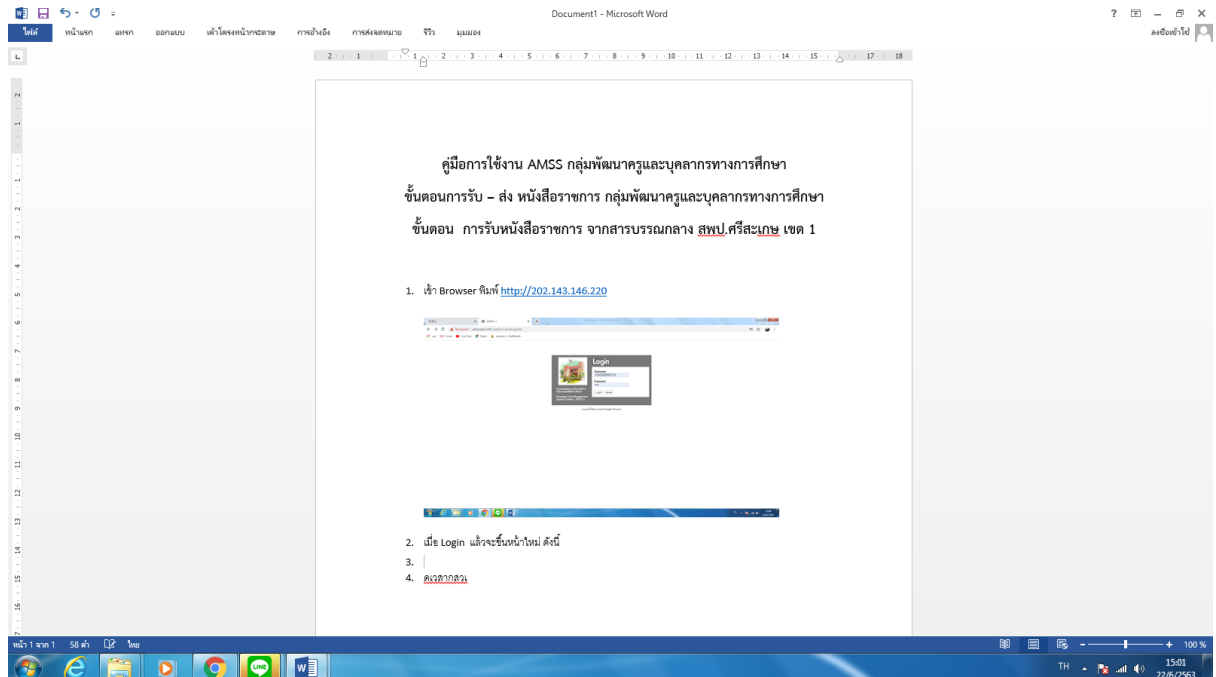 Document1 - Microsoft Word
ไฟล์ หน้าแรก แทรก ออกแบบ เค้าโครงหน้ากระดาษ การอ้างอิง การส่งจดหมาย รีวิว มุมมอง ลงชื่อเข้าใช้
คู่มือการใช้งาน AMSS กลุ่มพัฒนาครูและบุคลากรทางการศึกษา
ขั้นตอนการรับ – ส่ง หนังสือราชการ กลุ่มพัฒนาครูและบุคลากรทางการศึกษา
ขั้นตอน การรับหนังสือราชการ จากสารบรรณกลาง สพป.ศรีสะเกษ เขต 1
1. เข้า Browser พิมพ์ http://202.143.146.220
Login
Username
Password
2. เมื่อ Login แล้วจะขึ้นหน้าใหม่ ดังนี้
3.
4. ดเวสากสวเ
หน้า 1 จาก 1 58 คำ ไทย 100 %
LINE TH 15:01
22/6/2563